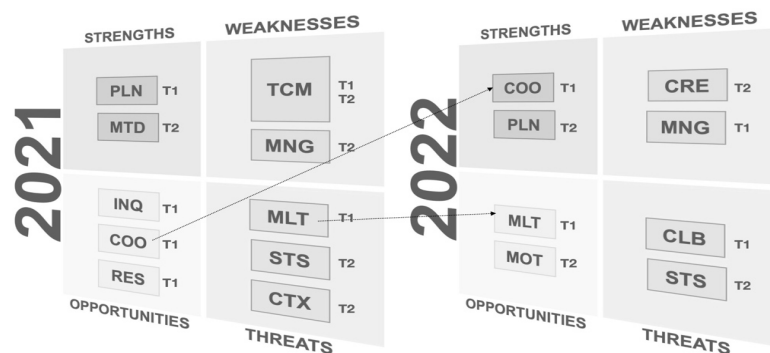 2021
STRENGTHS
PLN T1
MTD T2
WEAKNESSES
TCM T1
T2
MNG T2
INQ T1
COO T1
RES T1
OPPORTUNITIES
MLT T1
STS T2
CTX T2
THREATS
2022
STRENGTHS
COO T1
PLN T2
WEAKNESSES
CRE T2
MNG T1
MLT T1
MOT T2
OPPORTUNITIES
CLB T1
STS T2
THREATS